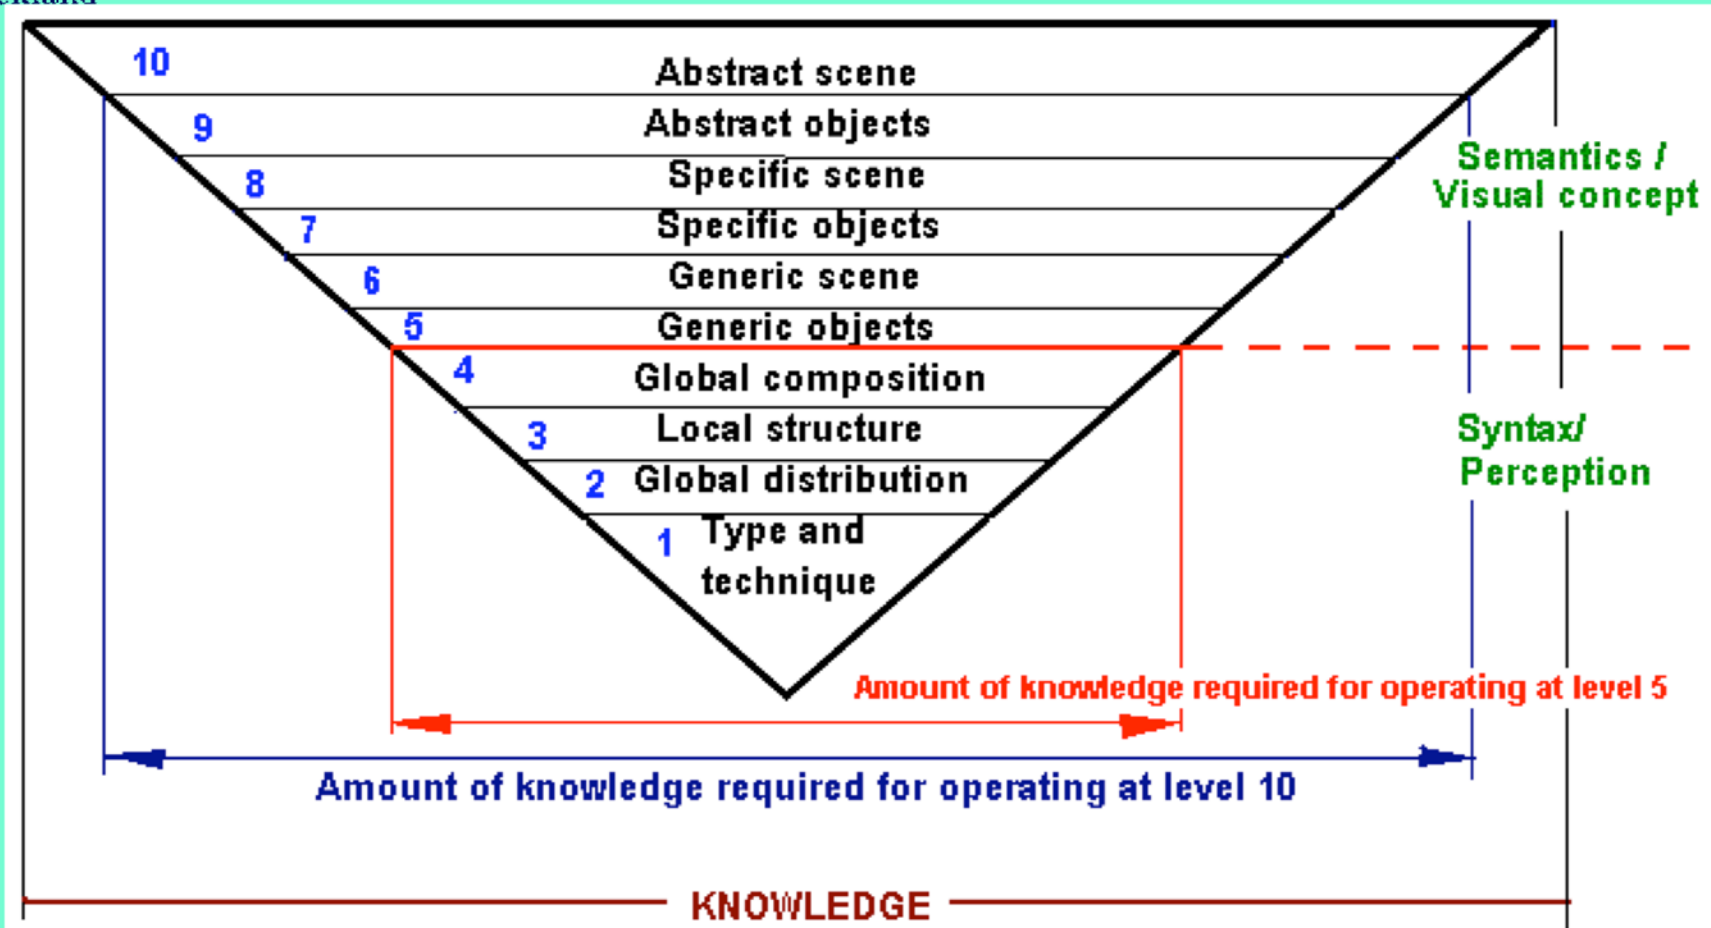 10 Abstract scene
9 Abstract objects
8 Specific scene
7 Specific objects
6 Generic scene
5 Generic objects
4 Global composition
3 Local structure
2 Global distribution
1 Type and
technique
Semantics /
Visual concept
Syntax/
Perception
Amount of knowledge required for operating at level 5
Amount of knowledge required for operating at level 10
KNOWLEDGE